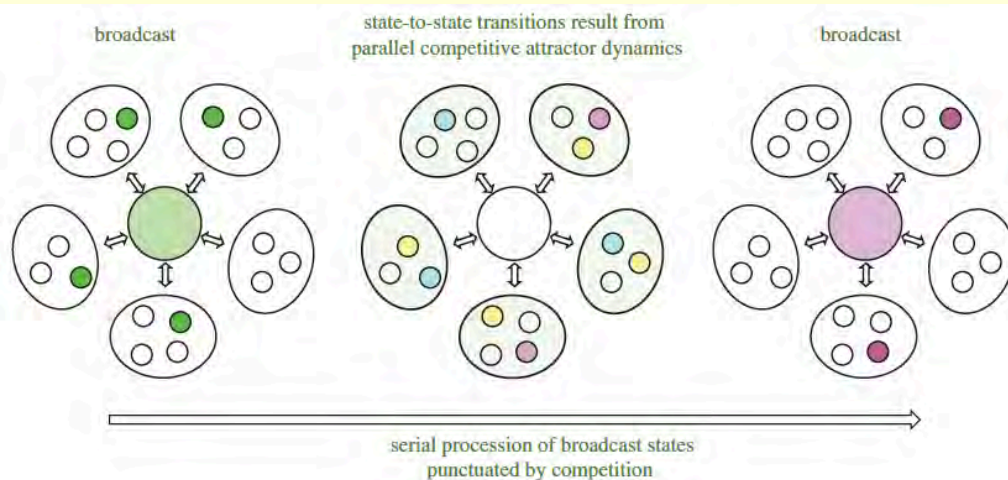 broadcast
state-to-state transitions result from
parallel competitive attractor dynamics
broadcast
serial procession of broadcast states
punctuated by competition